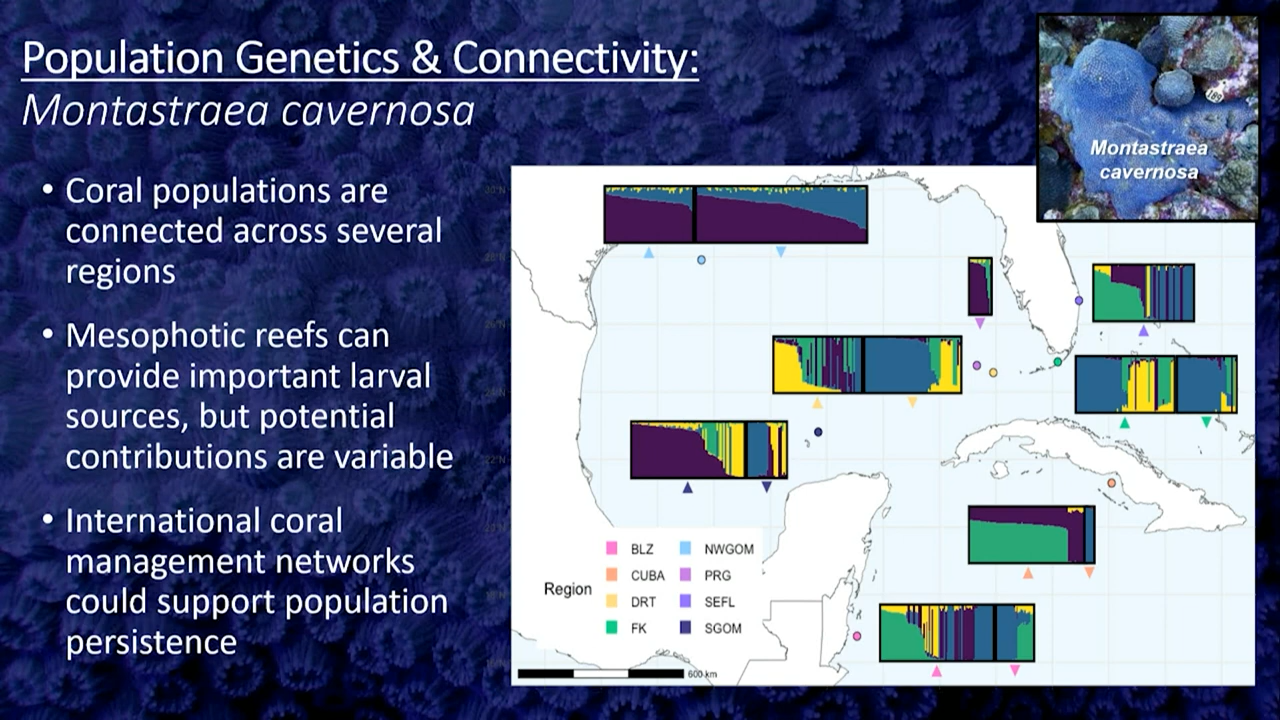 Population Genetics & Connectivity:
Montastraea cavernosa
• Coral populations are
connected across several
regions
• Mesophotic reefs can
provide important larval
sources, but potential
contributions are variable
• International coral
management networks
could support population
persistence
Montastraea
cavernosa
Region
BLZ
CUBA
DRT
FK
NWGOM
PRG
SEFL
SGOM
600 km